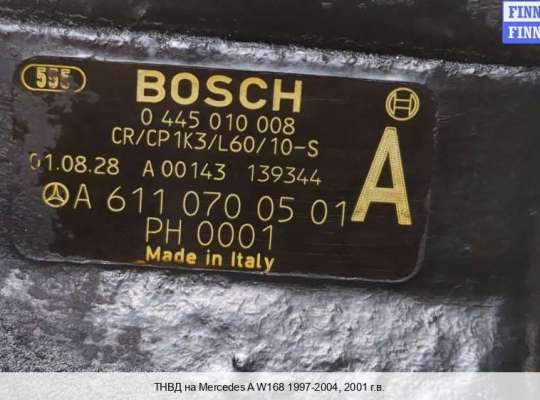 FINN
FINN
595
BOSCH
0 445 010 008
CR/CP1K3/L60/10-S
01.08.28 A 00143 139344
A
A 611 070 05 01
PH 0001
Made in Italy
ТНВД на Mercedes A W168 1997-2004, 2001 г.в.